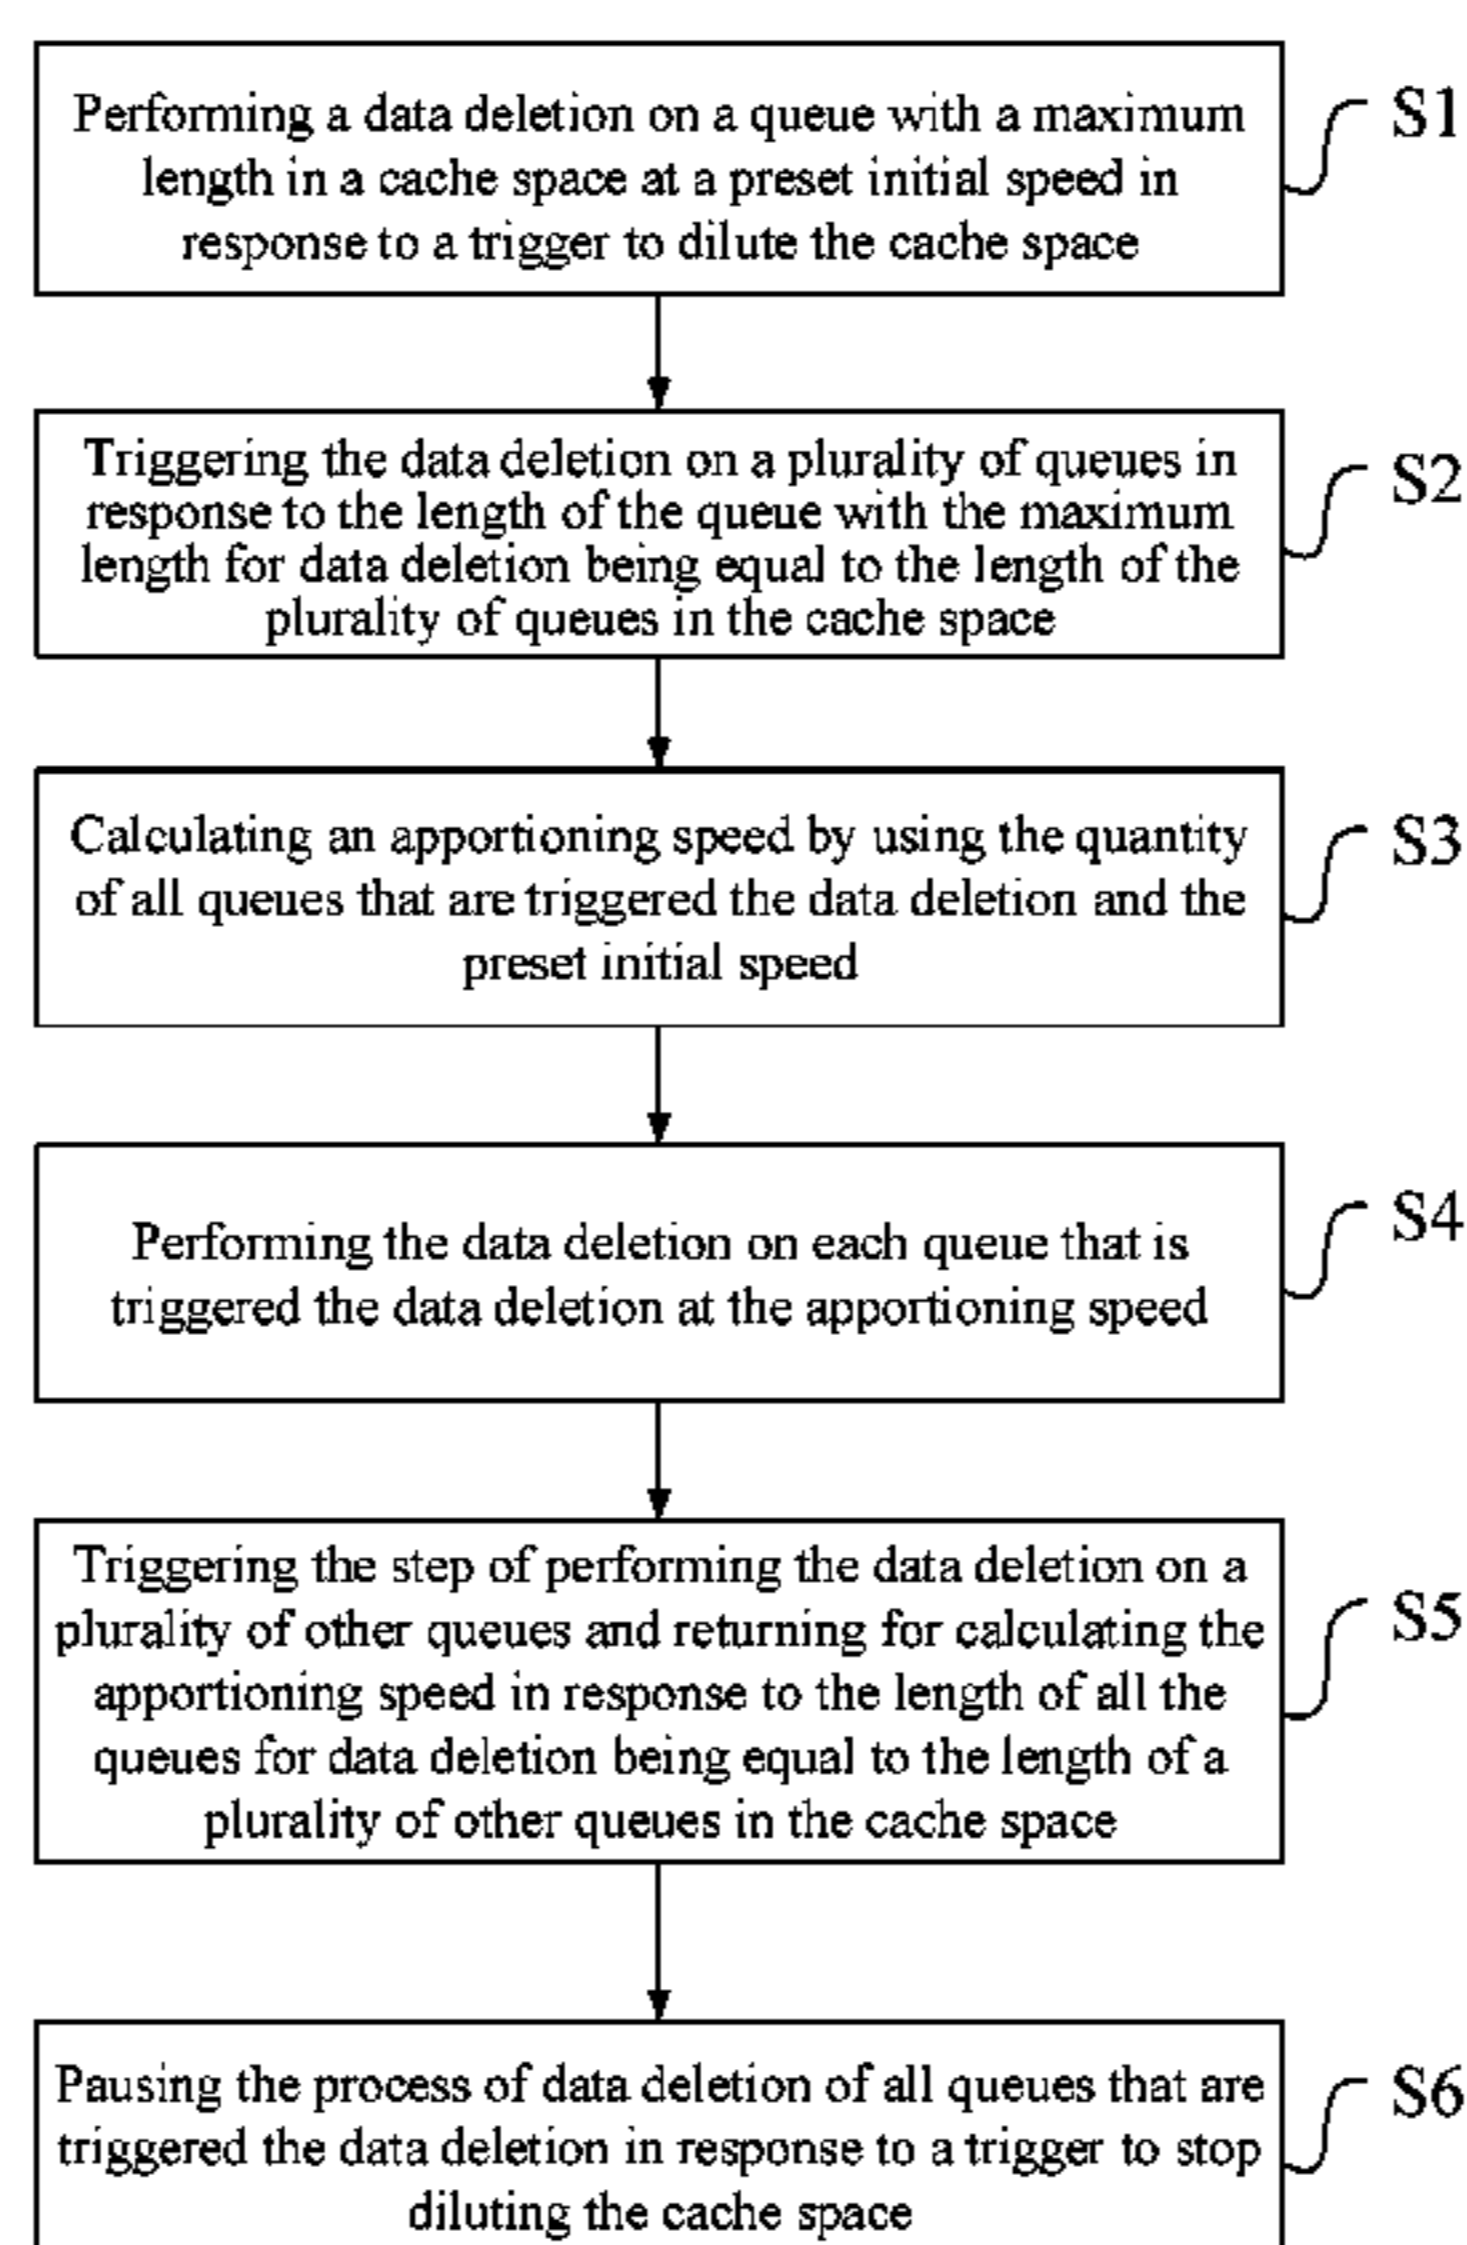 Performing a data deletion on a queue with a maximum
length in a cache space at a preset initial speed in
response to a trigger to dilute the cache space
S1
Triggering the data deletion on a plurality of queues in
response to the length of the queue with the maximum
length for data deletion being equal to the length of the
plurality of queues in the cache space
S2
Calculating an apportioning speed by using the quantity
of all queues that are triggered the data deletion and the
preset initial speed
S3
Performing the data deletion on each queue that is
triggered the data deletion at the apportioning speed
S4
Triggering the step of performing the data deletion on a
plurality of other queues and returning for calculating the
apportioning speed in response to the length of all the
queues for data deletion being equal to the length of a
plurality of other queues in the cache space
S5
Pausing the process of data deletion of all queues that are
triggered the data deletion in response to a trigger to stop
diluting the cache space
S6